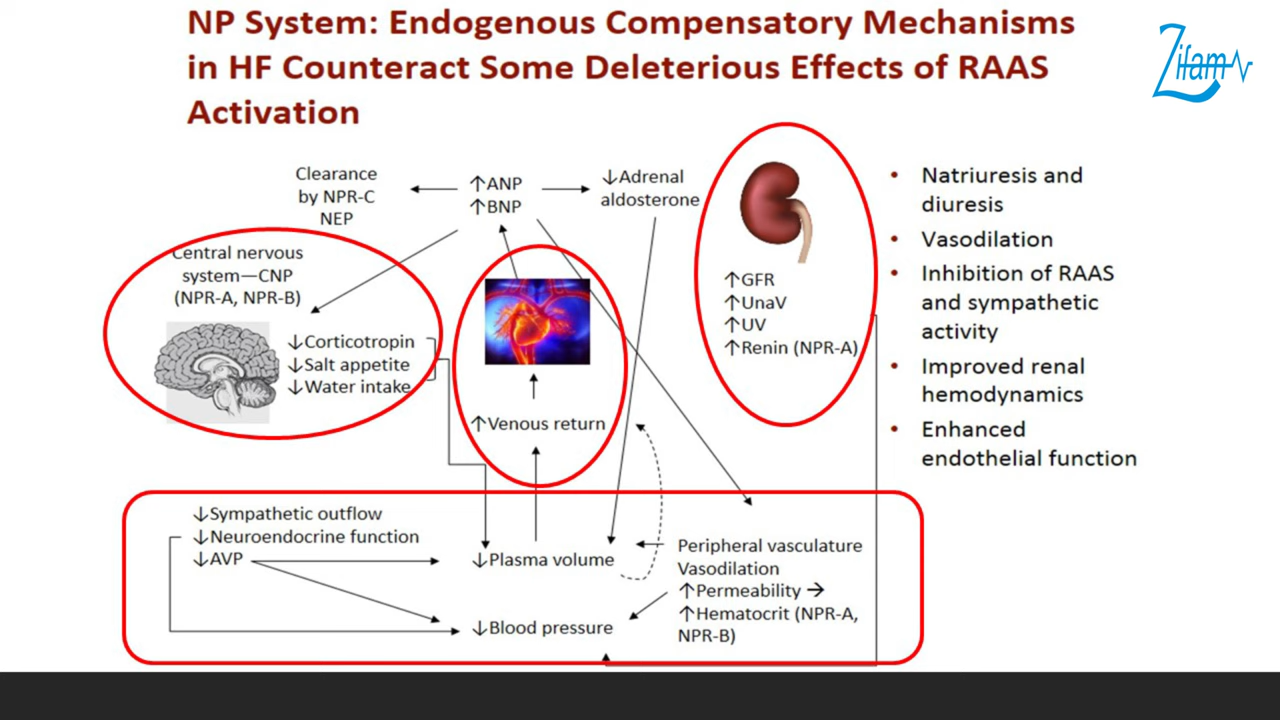 NP System: Endogenous Compensatory Mechanisms
in HF Counteract Some Deleterious Effects of RAAS
Activation
Zifam
Clearance
by NPR-C
NEP
↑ANP
↑BNP
↓Adrenal
aldosterone
Central nervous
system—CNP
(NPR-A, NPR-B)
↓Corticotropin
↓Salt appetite
↓Water intake
↑Venous return
↑GFR
↑UnaV
↑UV
↑Renin (NPR-A)
• Natriuresis and
diuresis
• Vasodilation
• Inhibition of RAAS
and sympathetic
activity
• Improved renal
hemodynamics
• Enhanced
endothelial function
↓Sympathetic outflow
↓Neuroendocrine function
↓AVP
↓Plasma volume
↓Blood pressure
Peripheral vasculature
Vasodilation
↑Permeability →
↑Hematocrit (NPR-A,
NPR-B)